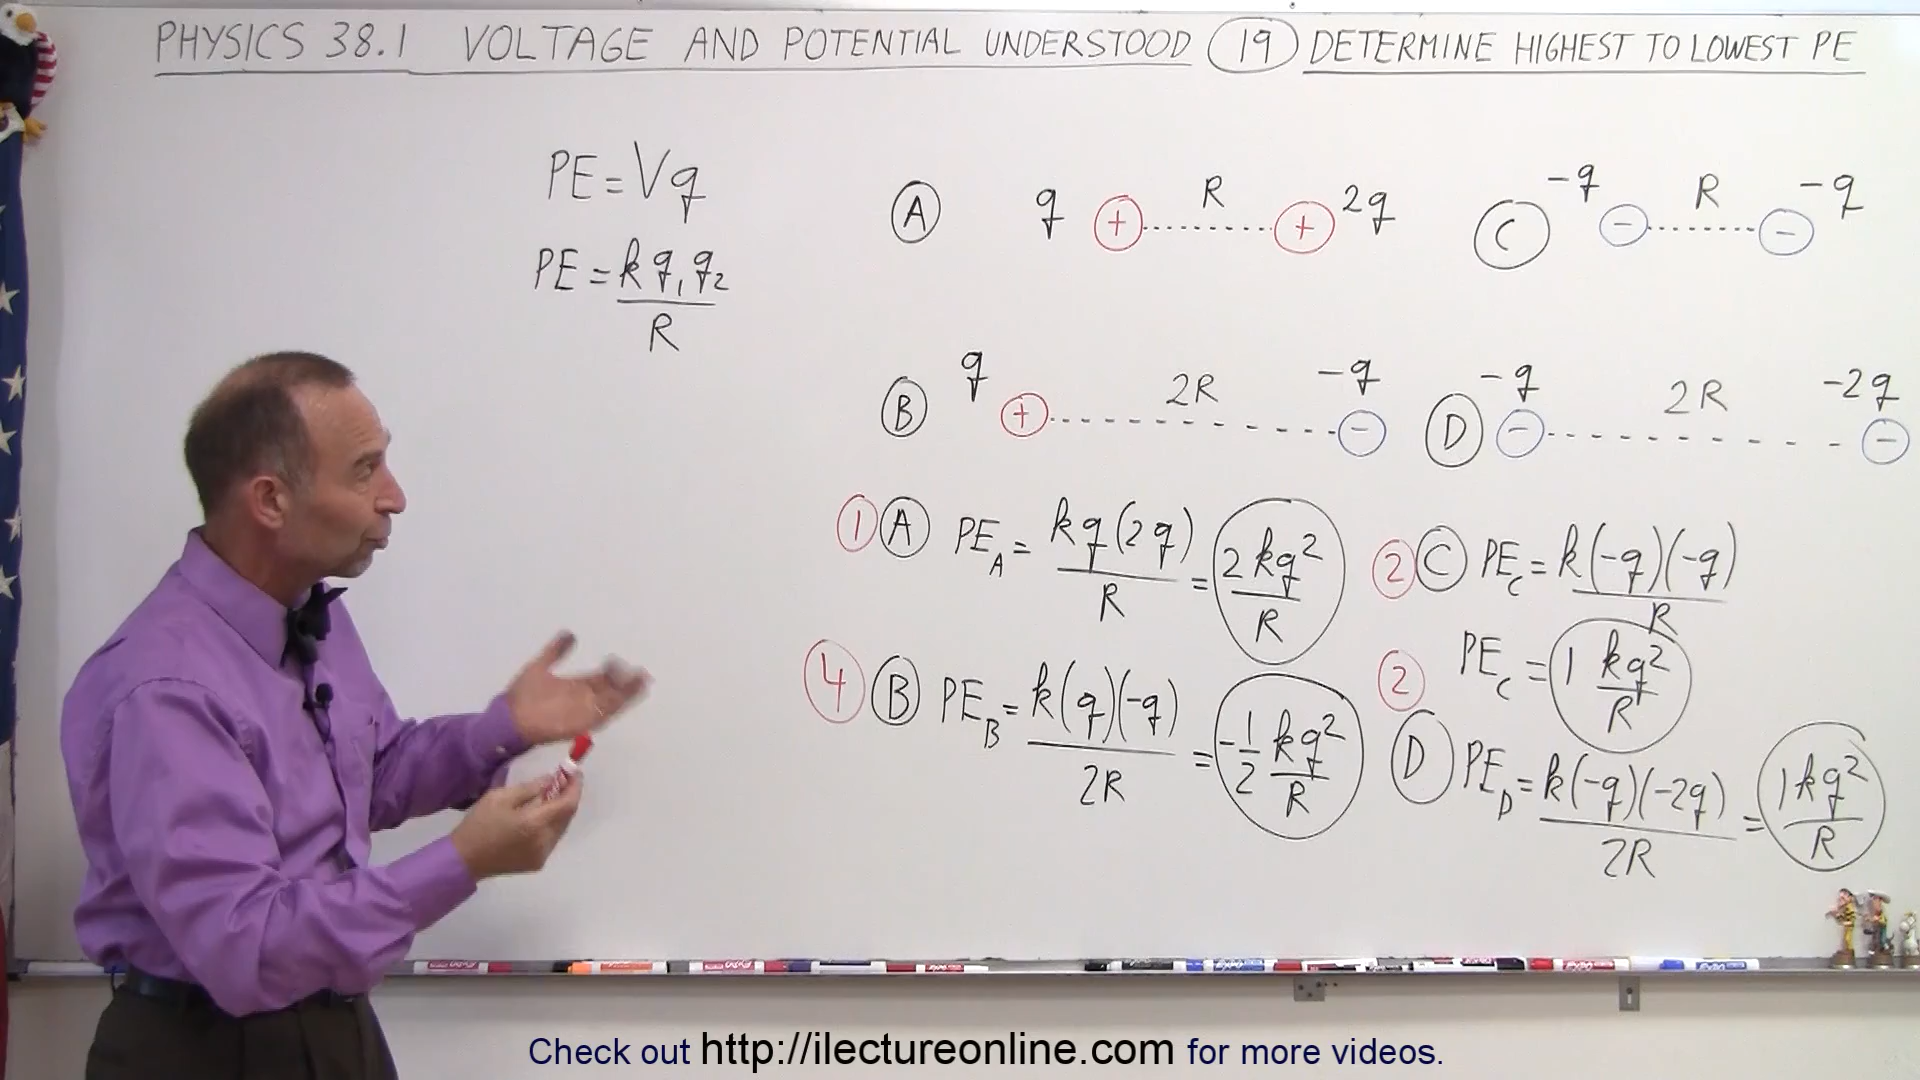 PHYSICS 38.1 VOLTAGE AND POTENTIAL UNDERSTOOD (19) DETERMINE HIGHEST TO LOWEST PE
PE = Vq
PE = k q₁ q₂ / R
Ⓐ q ⊕ R ⊕ 2q
Ⓒ -q ⊖ R ⊖ -q
Ⓑ q ⊕ 2R ⊖ -q
Ⓓ -q ⊖ 2R ⊖ -2q
① Ⓐ PE_A = kq(2q) / R = 2kq² / R
② Ⓒ PE_C = k(-q)(-q) / R
④ Ⓑ PE_B = k(q)(-q) / 2R = -1/2 kq² / R
② PE_C = 1 kq² / R
Ⓓ PE_D = k(-q)(-2q) / 2R = 1kq² / R
Check out http://ilectureonline.com for more videos.